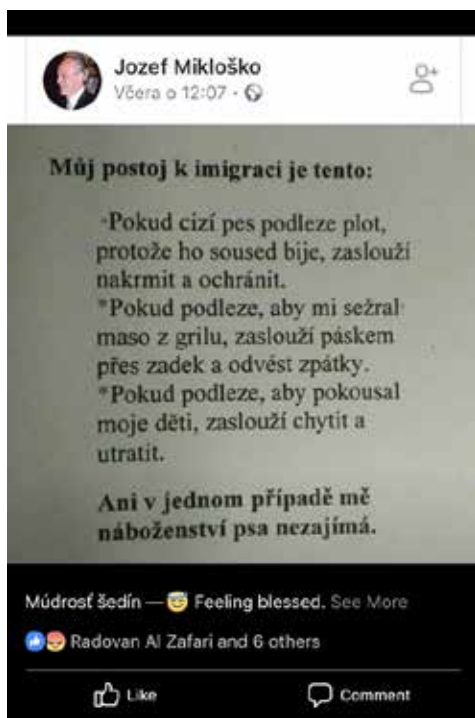 Jozef Mikloško
Včera o 12:07 ·
Můj postoj k imigraci je tento:
*Pokud cizí pes podleze plot,
protože ho soused bije, zaslouží
nakrmit a ochránit.
*Pokud podleze, aby mi sežral
maso z grilu, zaslouží páskem
přes zadek a odvést zpátky.
*Pokud podleze, aby pokousal
moje děti, zaslouží chytit a
utratit.
Ani v jednom případě mě
náboženství psa nezajímá.
Múdrosť šedín — 😇 Feeling blessed. See More
Radovan Al Zafari and 6 others
Like
Comment